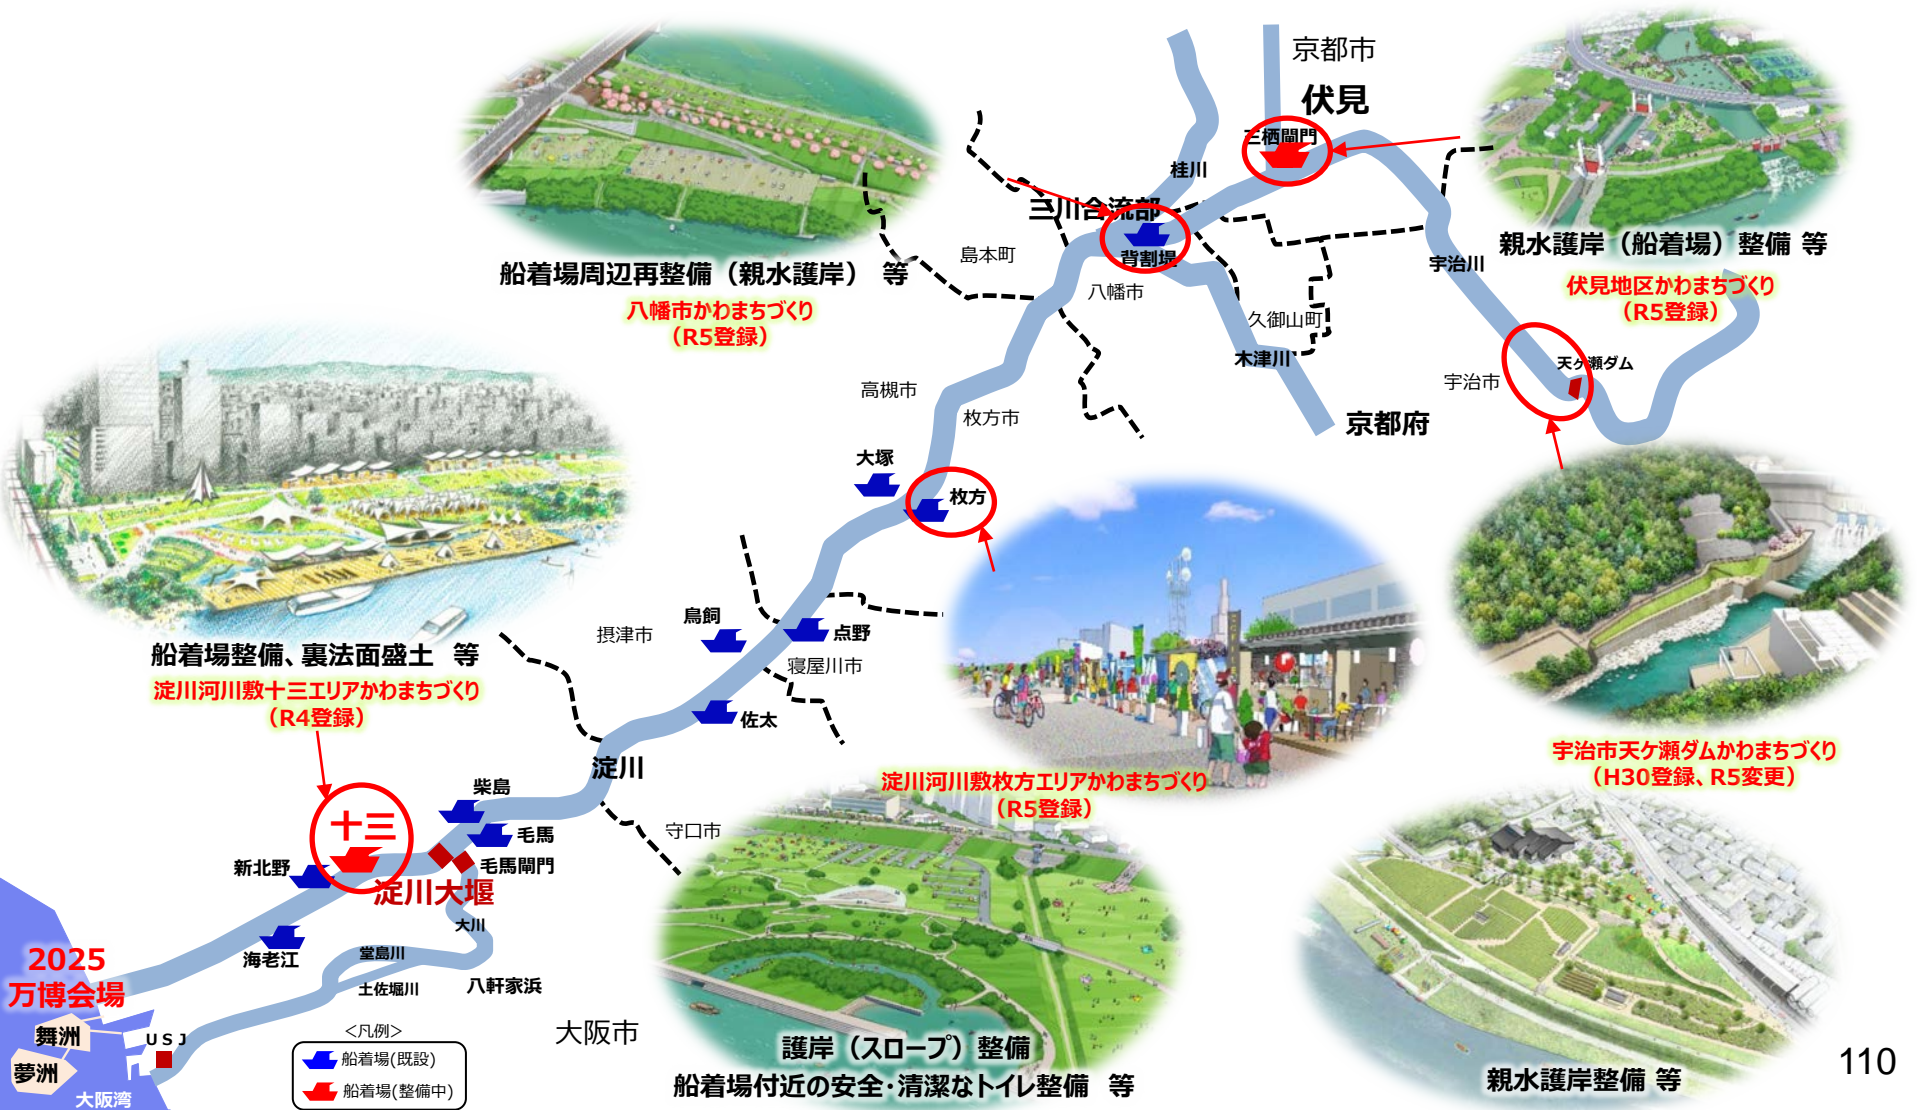 京都市
伏見
三栖閘門
桂川
三川合流部
背割堤
島本町
八幡市
宇治川
久御山町
木津川
宇治市
天ケ瀬ダム
京都府
船着場周辺再整備（親水護岸） 等
八幡市かわまちづくり
（R5登録）
親水護岸（船着場）整備 等
伏見地区かわまちづくり
（R5登録）
高槻市
枚方市
大塚
枚方
船着場整備、裏法面盛土 等
淀川河川敷十三エリアかわまちづくり
（R4登録）
摂津市
鳥飼
点野
寝屋川市
佐太
淀川
淀川河川敷枚方エリアかわまちづくり
（R5登録）
宇治市天ケ瀬ダムかわまちづくり
（H30登録、R5変更）
柴島
十三
毛馬
守口市
新北野
毛馬閘門
淀川大堰
大川
海老江
堂島川
土佐堀川
八軒家浜
2025
万博会場
舞洲
USJ
夢洲
大阪湾
大阪市
＜凡例＞
船着場(既設)
船着場(整備中)
護岸（スロープ）整備
船着場付近の安全・清潔なトイレ整備 等
親水護岸整備 等
110